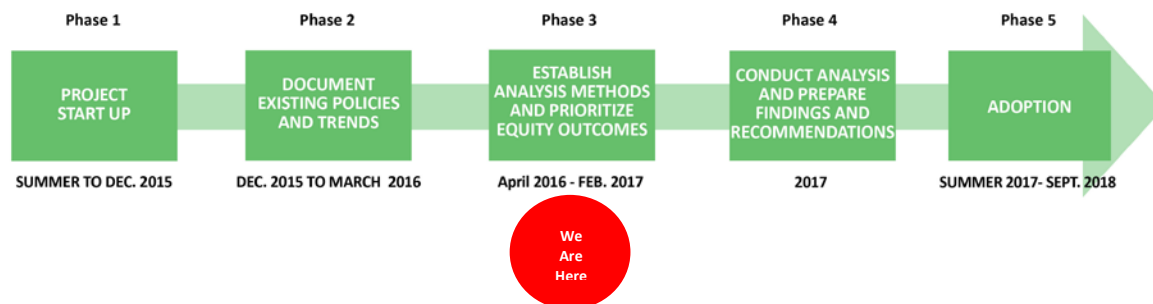 Phase 1
Phase 2
Phase 3
Phase 4
Phase 5
PROJECT
START UP
DOCUMENT
EXISTING POLICIES
AND TRENDS
ESTABLISH
ANALYSIS METHODS
AND PRIORITIZE
EQUITY OUTCOMES
CONDUCT ANALYSIS
AND PREPARE
FINDINGS AND
RECOMMENDATIONS
ADOPTION
SUMMER TO DEC. 2015
DEC. 2015 TO MARCH 2016
April 2016 - FEB. 2017
2017
SUMMER 2017- SEPT. 2018
We
Are
Here